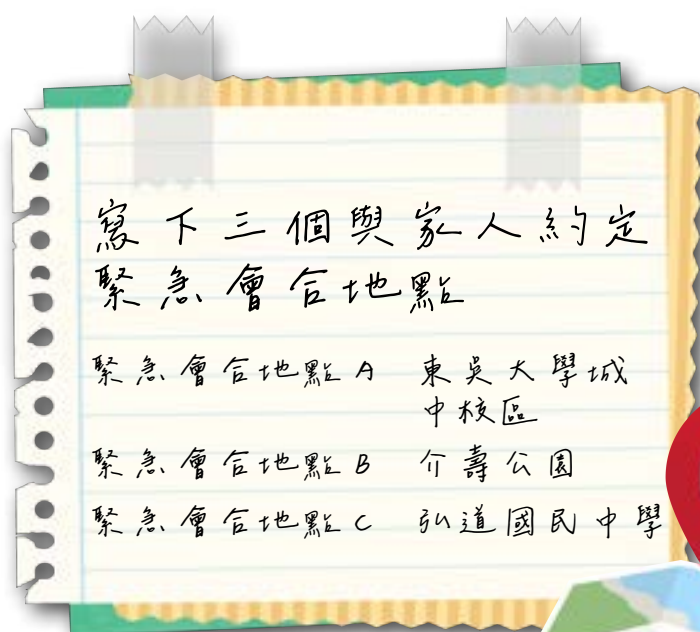 寫下三個與家人約定
緊急會合地點
緊急會合地點A 東吳大學城
中校區
緊急會合地點B 介壽公園
緊急會合地點C 弘道國民中學